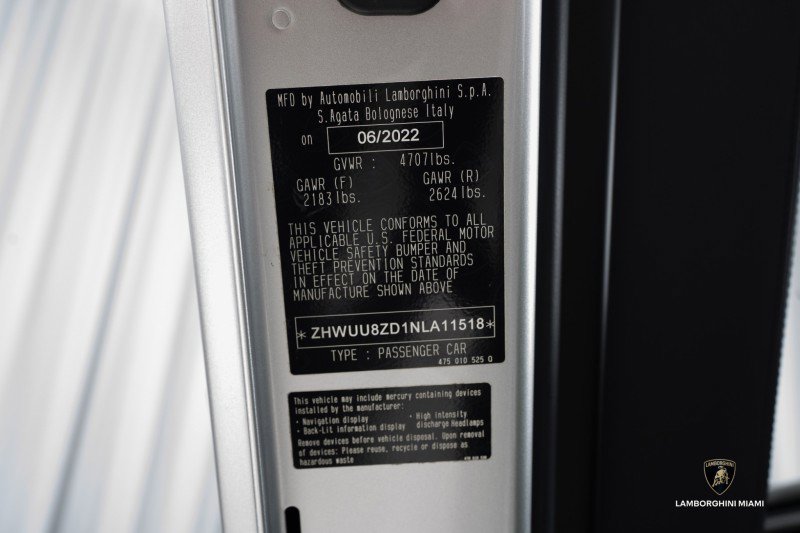 MFD by Automobili Lamborghini S.p.A.
S.Agata Bolognese Italy
on 06/2022
GVWR : 4707lbs.
GAWR (F) GAWR (R)
2183lbs. 2624lbs.
THIS VEHICLE CONFORMS TO ALL
APPLICABLE U.S. FEDERAL MOTOR
VEHICLE SAFETY BUMPER AND
THEFT PREVENTION STANDARDS
IN EFFECT ON THE DATE OF
MANUFACTURE SHOWN ABOVE
*ZHWUU8ZD1NLA11518*
TYPE : PASSENGER CAR
475 010 525 G
This vehicle may include mercury containing devices
installed by the manufacturer:
• Navigation display • High intensity
• Back-Lit information display discharge Headlamps
Remove devices before vehicle disposal. Upon removal
of devices: Please reuse, recycle or dispose as
hazardous waste
LAMBORGHINI
LAMBORGHINI MIAMI